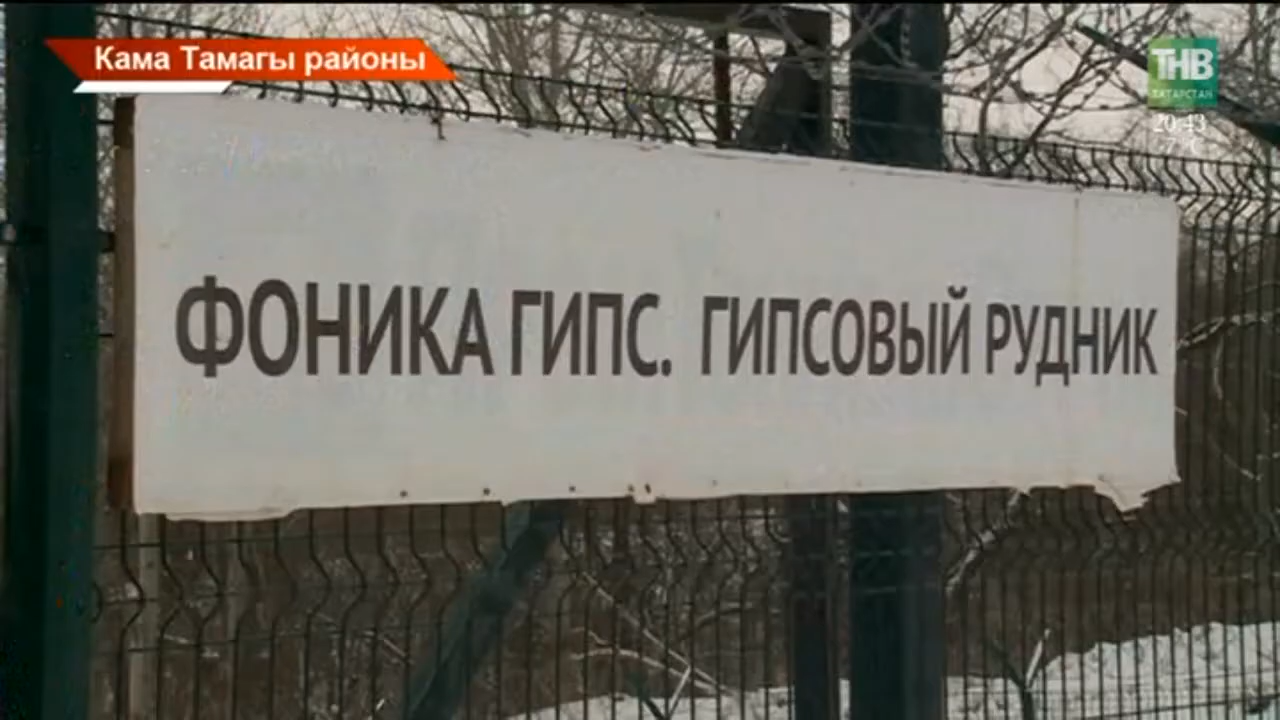 Кама Тамагы районы
ТНВ
ТАТАРСТАН
20:43
ФОНИКА ГИПС. ГИПСОВЫЙ РУДНИК